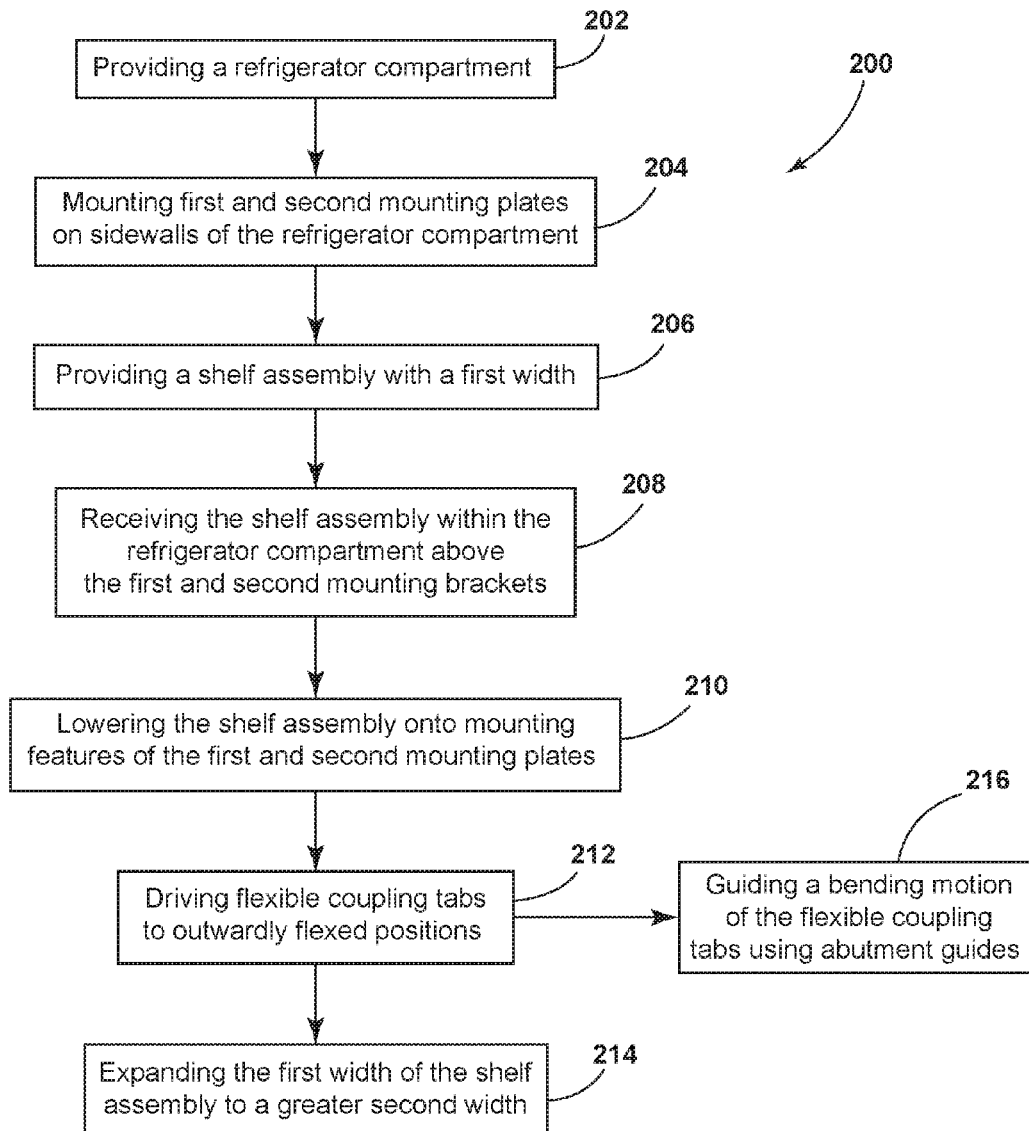 202
Providing a refrigerator compartment
200
204
Mounting first and second mounting plates
on sidewalls of the refrigerator compartment
206
Providing a shelf assembly with a first width
208
Receiving the shelf assembly within the
refrigerator compartment above
the first and second mounting brackets
210
Lowering the shelf assembly onto mounting
features of the first and second mounting plates
212
Driving flexible coupling tabs
to outwardly flexed positions
216
Guiding a bending motion
of the flexible coupling
tabs using abutment guides
214
Expanding the first width of the shelf
assembly to a greater second width